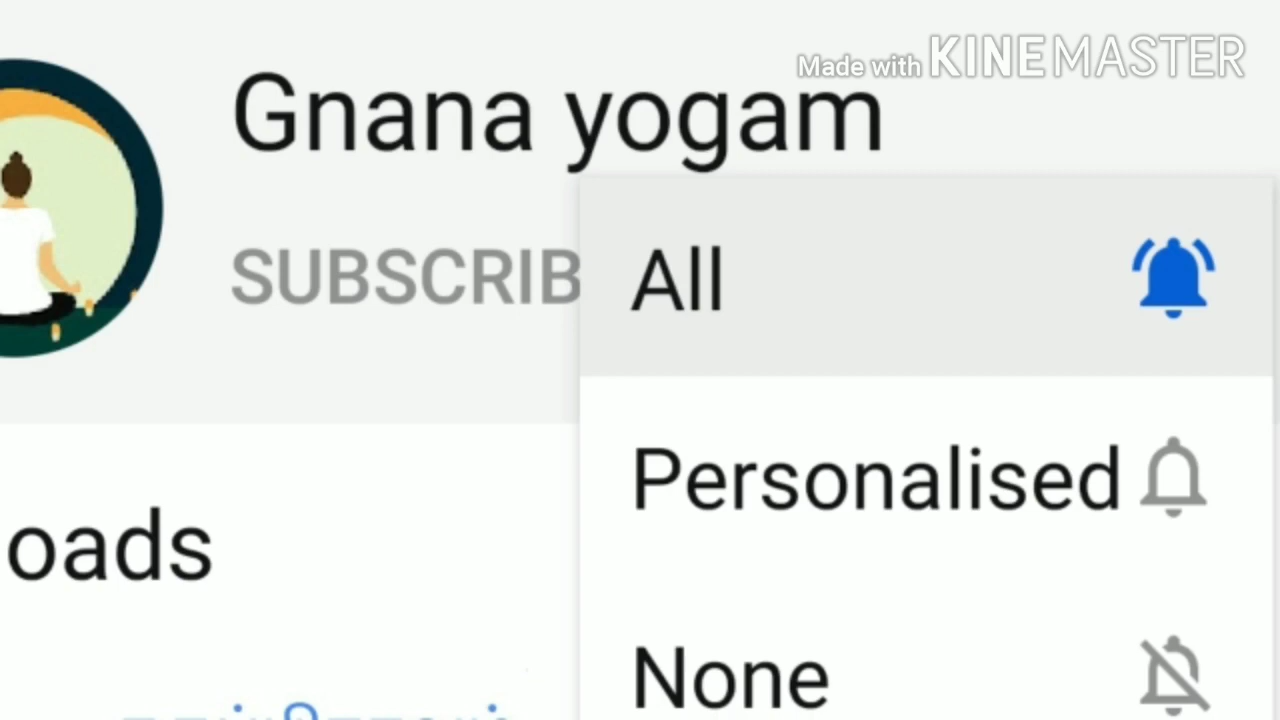 Made with KINEMASTER
Gnana yogam
SUBSCRIB
All
Personalised
oads
None